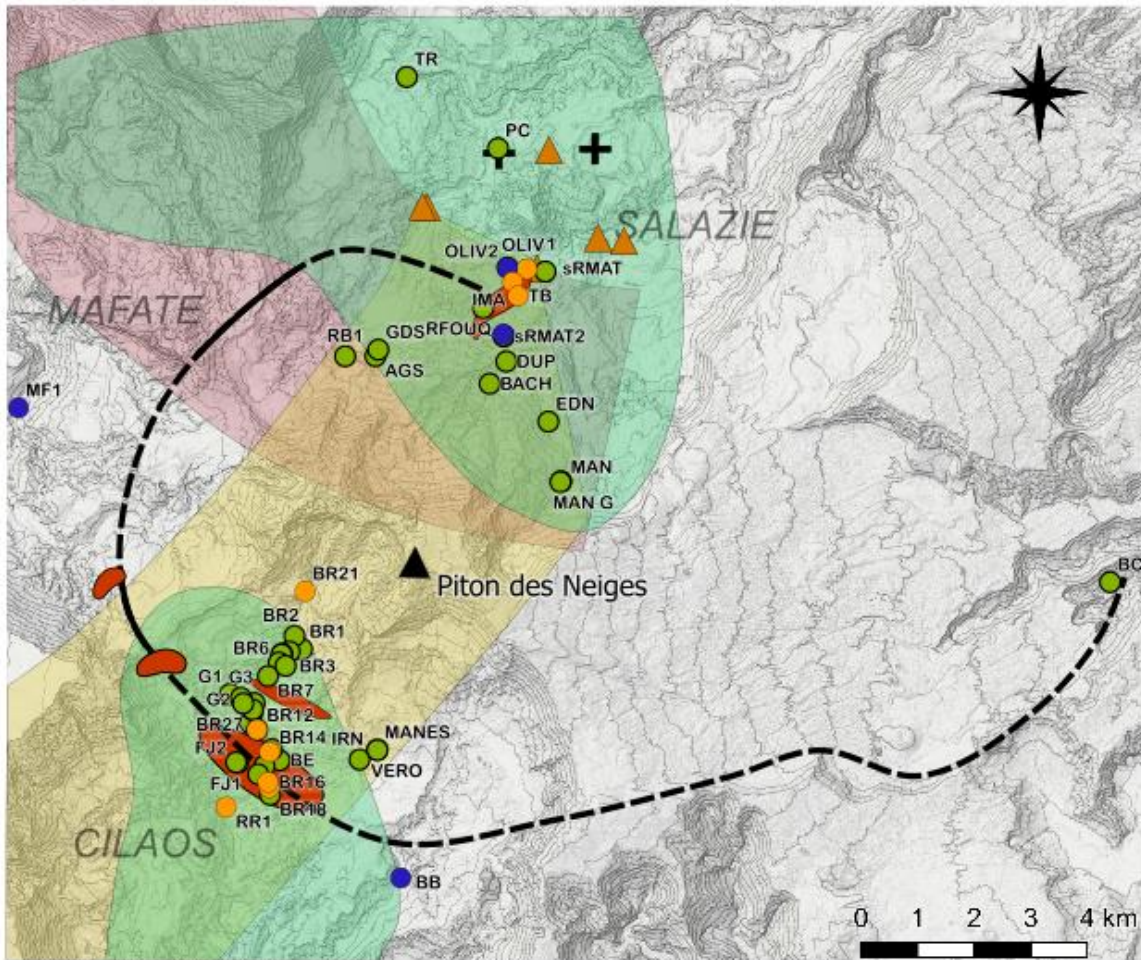 TR
PC
SALAZIE
OLIV2
OLIV1
sRMAT
MAFATE
IMA
TB
RB1
GDS
RFOUQ
sRMAT2
AGS
DUP
MF1
BACH
EDN
MAN
MAN G
BR21
Piton des Neiges
BR2
BR1
BR6
BR3
G1
G3
BR7
G2
BR12
BR27
BR14
IRN
MANES
FJ2
BE
VERO
FJ1
BR16
BR18
RR1
CILAOS
BB
0 1 2 3 4 km